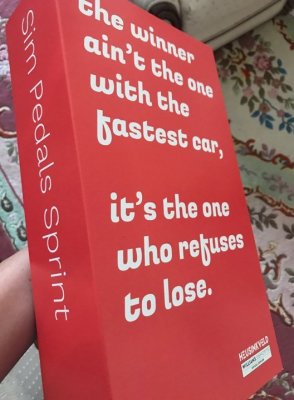 the winner
ain't the one
with the
fastest car,
it's the one
who refuses
to lose.
Sim Pedals Sprint
HEUSINKVELD